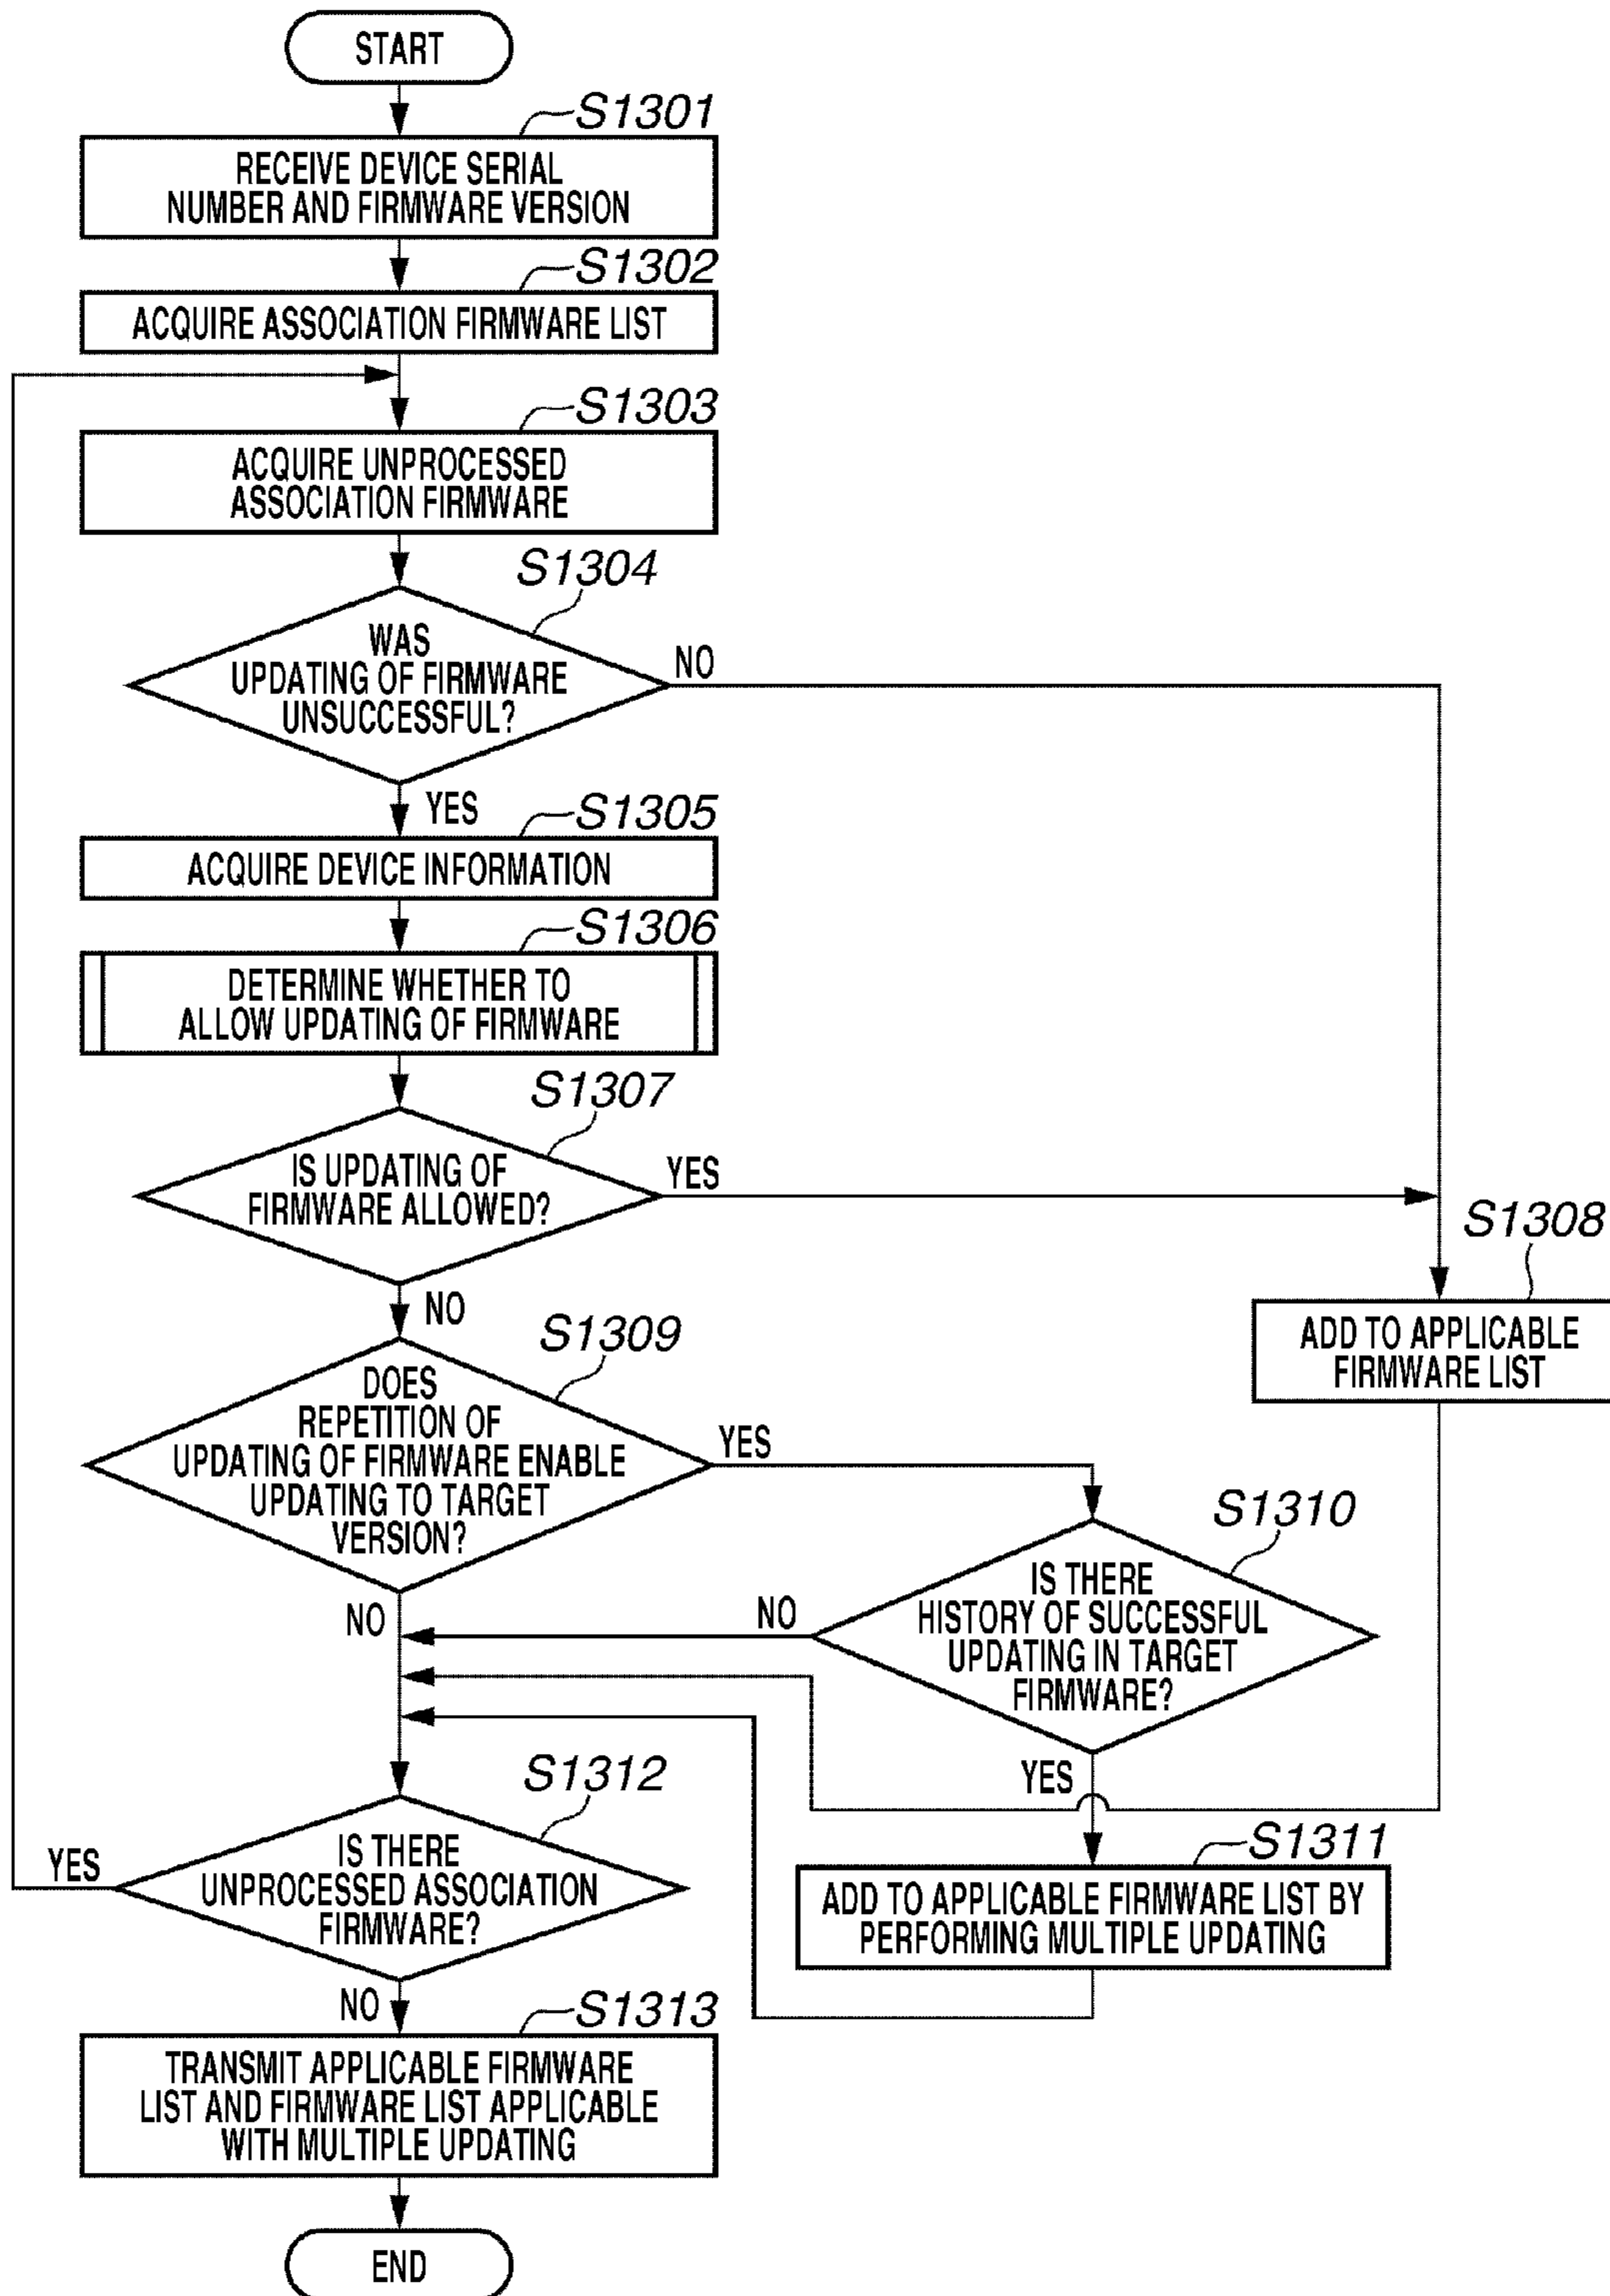 START
S1301
RECEIVE DEVICE SERIAL
NUMBER AND FIRMWARE VERSION
S1302
ACQUIRE ASSOCIATION FIRMWARE LIST
S1303
ACQUIRE UNPROCESSED
ASSOCIATION FIRMWARE
S1304
WAS
UPDATING OF FIRMWARE
UNSUCCESSFUL?
NO
YES
S1305
ACQUIRE DEVICE INFORMATION
S1306
DETERMINE WHETHER TO
ALLOW UPDATING OF FIRMWARE
S1307
IS UPDATING OF
FIRMWARE ALLOWED?
YES
NO
S1308
ADD TO APPLICABLE
FIRMWARE LIST
S1309
DOES
REPETITION OF
UPDATING OF FIRMWARE ENABLE
UPDATING TO TARGET
VERSION?
YES
NO
S1310
IS THERE
HISTORY OF SUCCESSFUL
UPDATING IN TARGET
FIRMWARE?
NO
YES
S1311
ADD TO APPLICABLE FIRMWARE LIST BY
PERFORMING MULTIPLE UPDATING
S1312
IS THERE
UNPROCESSED ASSOCIATION
FIRMWARE?
YES
NO
S1313
TRANSMIT APPLICABLE FIRMWARE
LIST AND FIRMWARE LIST APPLICABLE
WITH MULTIPLE UPDATING
END